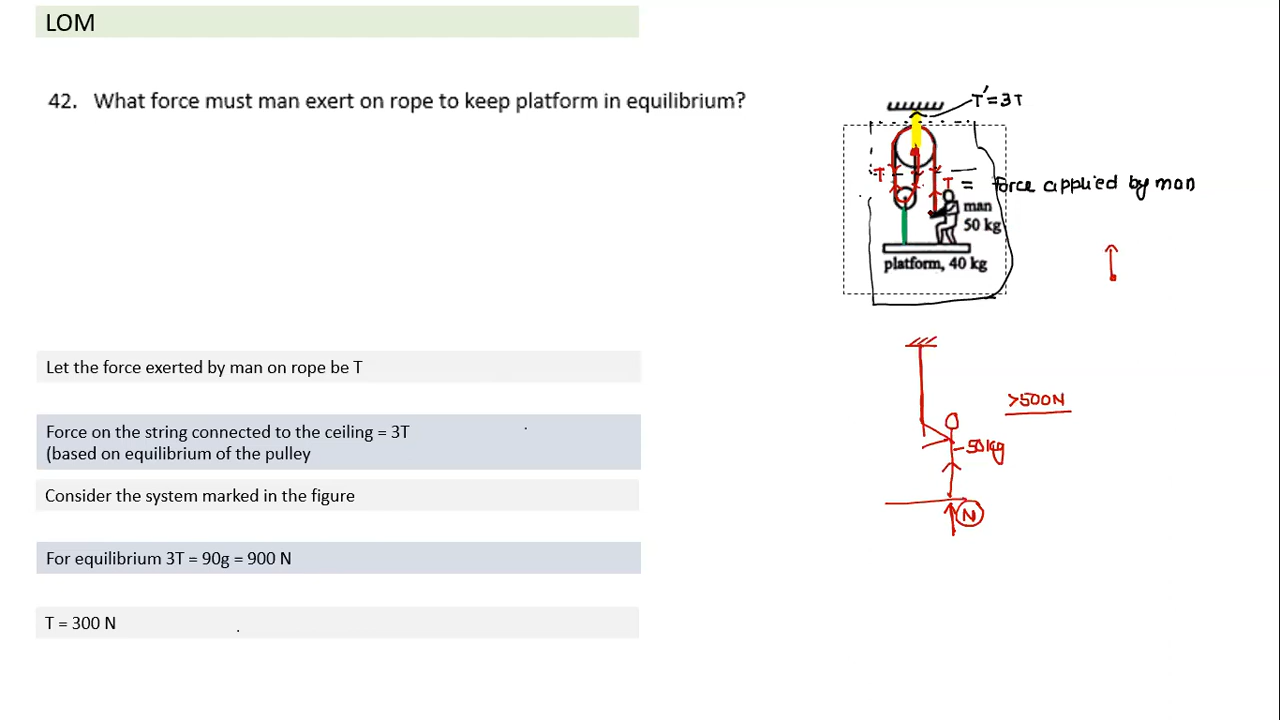 LOM
42. What force must man exert on rope to keep platform in equilibrium?
T'=3T
T
T = force applied by man
man
50 kg
platform, 40 kg
Let the force exerted by man on rope be T
Force on the string connected to the ceiling = 3T
(based on equilibrium of the pulley
Consider the system marked in the figure
For equilibrium 3T = 90g = 900 N
T = 300 N
>500N
50kg
N